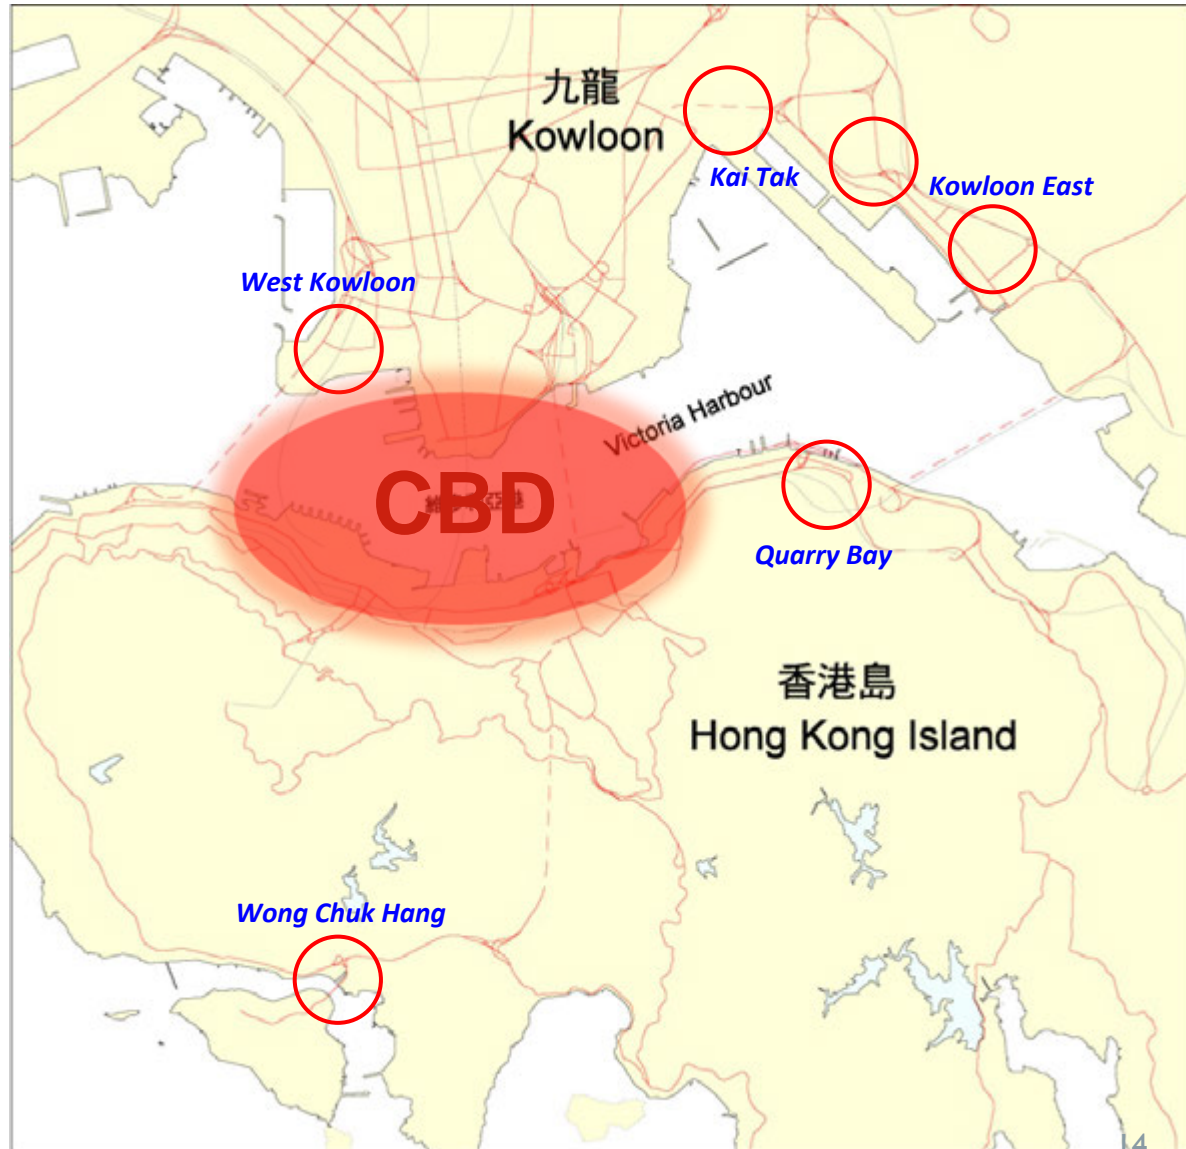 九龍
Kowloon
Kai Tak
Kowloon East
West Kowloon
Victoria Harbour
CBD
Quarry Bay
香港島
Hong Kong Island
Wong Chuk Hang
14